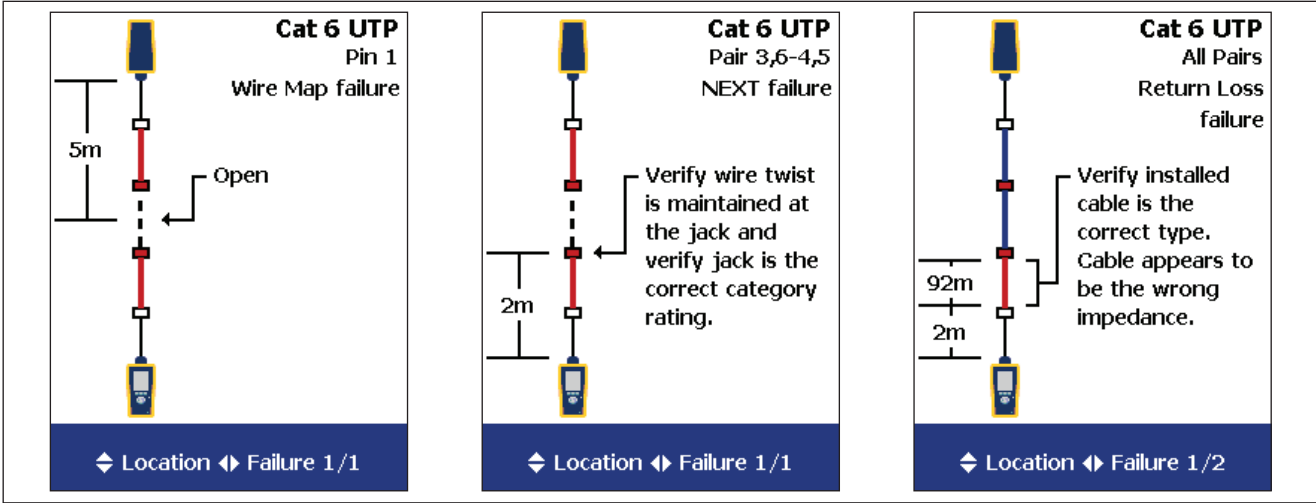 Cat 6 UTP
Pin 1
Wire Map failure
5m
Open
Location Failure 1/1
Cat 6 UTP
Pair 3,6-4,5
NEXT failure
Verify wire twist
is maintained at
the jack and
verify jack is the
correct category
rating.
2m
Location Failure 1/1
Cat 6 UTP
All Pairs
Return Loss
failure
Verify installed
cable is the
correct type.
Cable appears to
be the wrong
impedance.
92m
2m
Location Failure 1/2